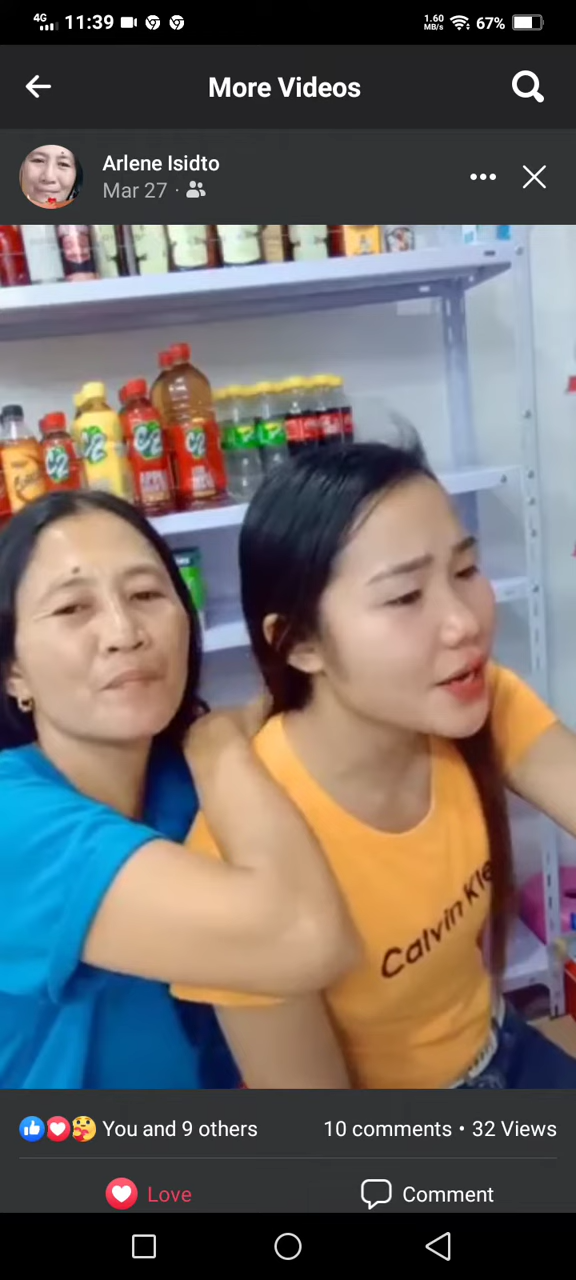 4G 11:39 1.60 MB/s 67%
More Videos
Arlene Isidto
Mar 27 ·
C2
C2
C2
C2
Calvin Kle
You and 9 others 10 comments • 32 Views
Love Comment